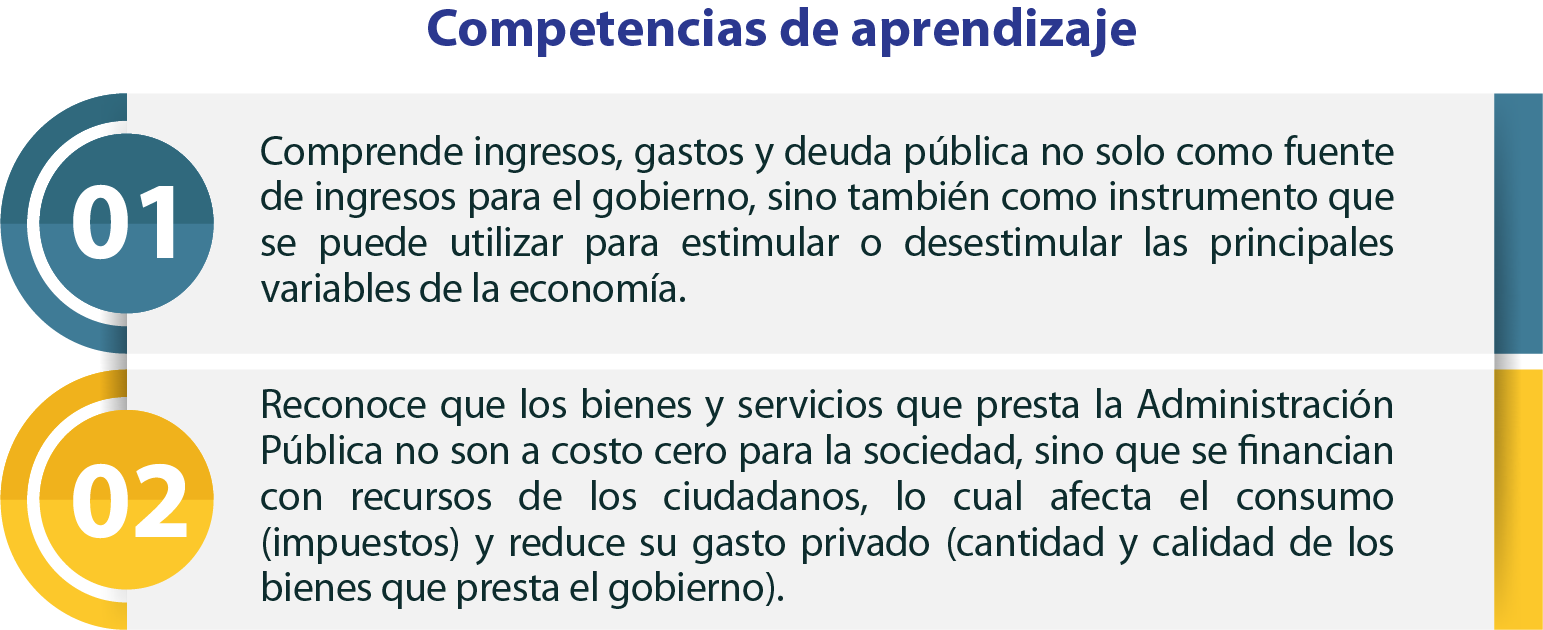 Competencias de aprendizaje
01
Comprende ingresos, gastos y deuda pública no solo como fuente
de ingresos para el gobierno, sino también como instrumento que
se puede utilizar para estimular o desestimular las principales
variables de la economía.
02
Reconoce que los bienes y servicios que presta la Administración
Pública no son a costo cero para la sociedad, sino que se financian
con recursos de los ciudadanos, lo cual afecta el consumo
(impuestos) y reduce su gasto privado (cantidad y calidad de los
bienes que presta el gobierno).